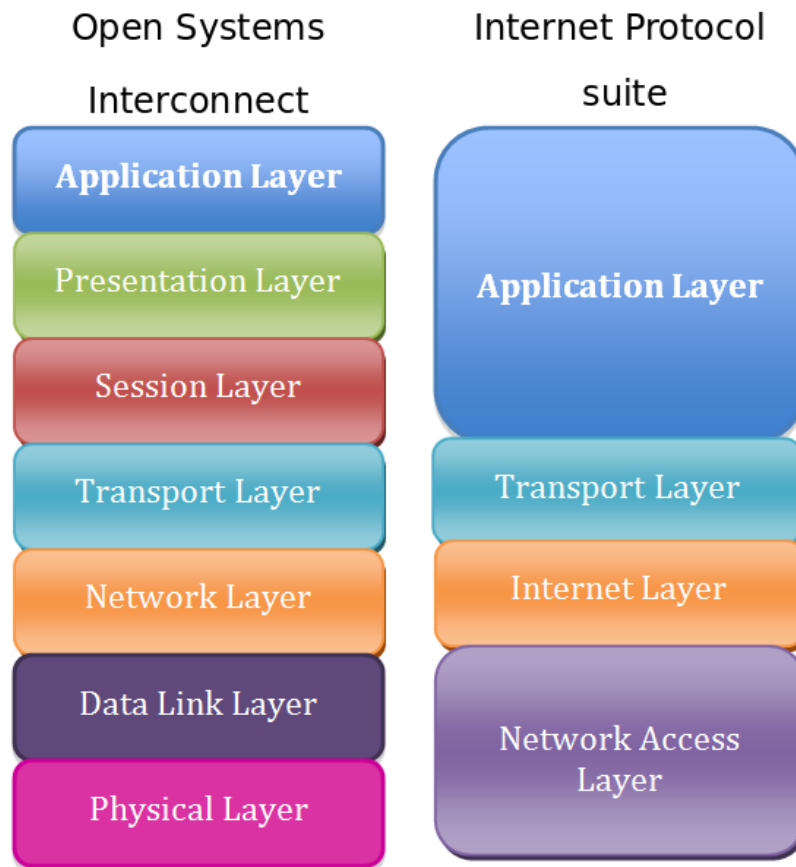 Open Systems
Interconnect
Application Layer
Presentation Layer
Session Layer
Transport Layer
Network Layer
Data Link Layer
Physical Layer
Internet Protocol
suite
Application Layer
Transport Layer
Internet Layer
Network Access
Layer